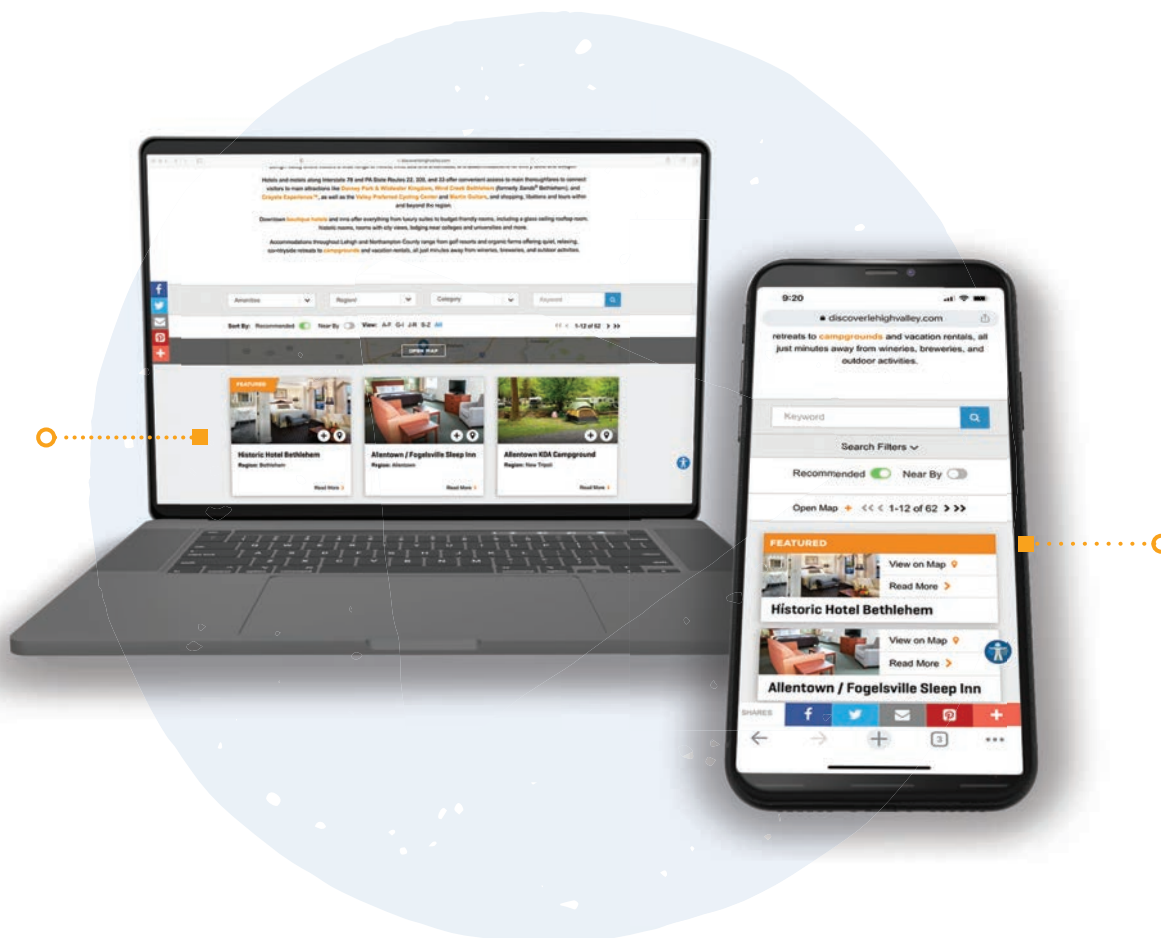 discoverlehighvalley.com
Hotels and motels along Interstate 78 and PA State Routes 22, 309, and 33 offer convenient access to main thoroughfares to connect
visitors to main attractions like Dorney Park & Wildwater Kingdom, Wind Creek Bethlehem (formerly Sands® Bethlehem), and
Crayola Experience™, as well as the Valley Preferred Cycling Center and Martin Guitars, and shopping, libations and tours within
and beyond the region.
Downtown boutique hotels and inns offer everything from luxury suites to budget-friendly rooms, including a glass ceiling rooftop room,
historic rooms, rooms with city views, lodging near colleges and universities and more.
Accommodations throughout Lehigh and Northampton County range from golf resorts and organic farms offering quiet, relaxing,
countryside retreats to campgrounds and vacation rentals, all just minutes away from wineries, breweries, and outdoor activities.
Amenities Region! Category Keyword
Sort By: Recommended Near By View: A-F G-I J-R S-Z All << < 1-12 of 62 > >>
OPEN MAP
FEATURED
Historic Hotel Bethlehem
Region: Bethlehem
Read More >
Allentown / Fogelsville Sleep Inn
Region: Allentown
Read More >
Allentown KOA Campground
Region: New Tripoli
Read More >
9:20
discoverlehighvalley.com
retreats to campgrounds and vacation rentals, all
just minutes away from wineries, breweries, and
outdoor activities.
Keyword
Search Filters
Recommended Near By
Open Map + << < 1-12 of 62 > >>
FEATURED
View on Map
Read More >
Historic Hotel Bethlehem
View on Map
Read More >
Allentown / Fogelsville Sleep Inn
SHARES
3